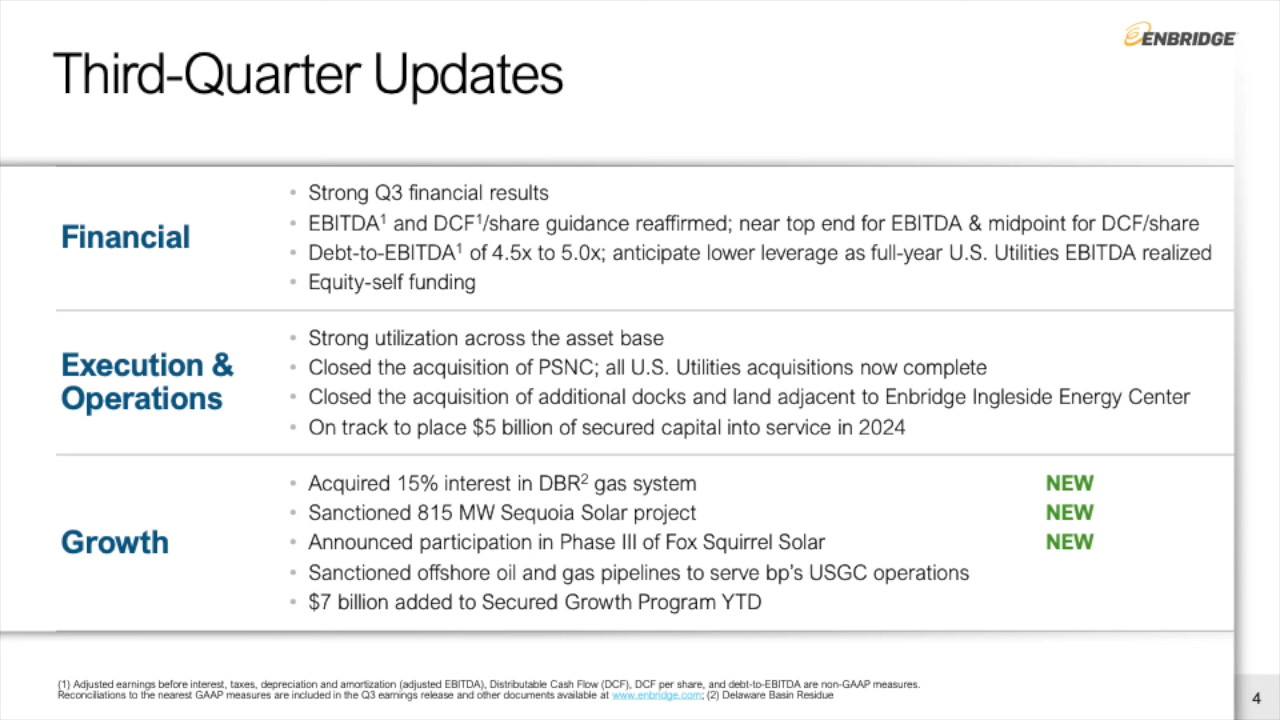 ENBRIDGE
Third-Quarter Updates
Financial
• Strong Q3 financial results
• EBITDA¹ and DCF¹/share guidance reaffirmed; near top end for EBITDA & midpoint for DCF/share
• Debt-to-EBITDA¹ of 4.5x to 5.0x; anticipate lower leverage as full-year U.S. Utilities EBITDA realized
• Equity-self funding
Execution &
Operations
• Strong utilization across the asset base
• Closed the acquisition of PSNC; all U.S. Utilities acquisitions now complete
• Closed the acquisition of additional docks and land adjacent to Enbridge Ingleside Energy Center
• On track to place $5 billion of secured capital into service in 2024
Growth
• Acquired 15% interest in DBR² gas system NEW
• Sanctioned 815 MW Sequoia Solar project NEW
• Announced participation in Phase III of Fox Squirrel Solar NEW
• Sanctioned offshore oil and gas pipelines to serve bp's USGC operations
• $7 billion added to Secured Growth Program YTD
(1) Adjusted earnings before interest, taxes, depreciation and amortization (adjusted EBITDA), Distributable Cash Flow (DCF), DCF per share, and debt-to-EBITDA are non-GAAP measures.
Reconciliations to the nearest GAAP measures are included in the Q3 earnings release and other documents available at www.enbridge.com; (2) Delaware Basin Residue
4